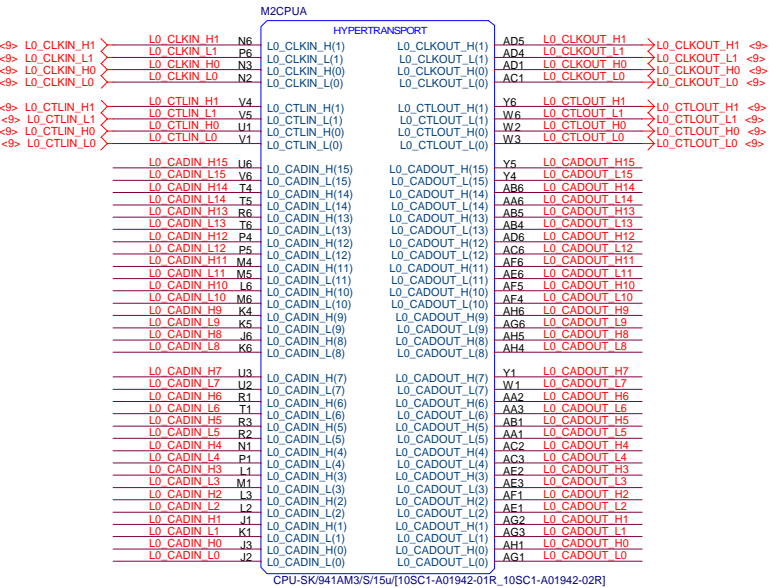 M2CPUA
HYPERTRANSPORT
<9> L0_CLKIN_H1 L0_CLKIN_H1 N6 L0_CLKIN_H(1) L0_CLKOUT_H(1) AD5 L0_CLKOUT_H1 L0_CLKOUT_H1 <9>
<9> L0_CLKIN_L1 L0_CLKIN_L1 P6 L0_CLKIN_L(1) L0_CLKOUT_L(1) AD4 L0_CLKOUT_L1 L0_CLKOUT_L1 <9>
<9> L0_CLKIN_H0 L0_CLKIN_H0 N3 L0_CLKIN_H(0) L0_CLKOUT_H(0) AD1 L0_CLKOUT_H0 L0_CLKOUT_H0 <9>
<9> L0_CLKIN_L0 L0_CLKIN_L0 N2 L0_CLKIN_L(0) L0_CLKOUT_L(0) AC1 L0_CLKOUT_L0 L0_CLKOUT_L0 <9>
<9> L0_CTLIN_H1 L0_CTLIN_H1 V4 L0_CTLIN_H(1) L0_CTLOUT_H(1) Y6 L0_CTLOUT_H1 L0_CTLOUT_H1 <9>
<9> L0_CTLIN_L1 L0_CTLIN_L1 V5 L0_CTLIN_L(1) L0_CTLOUT_L(1) W6 L0_CTLOUT_L1 L0_CTLOUT_L1 <9>
<9> L0_CTLIN_H0 L0_CTLIN_H0 U1 L0_CTLIN_H(0) L0_CTLOUT_H(0) W2 L0_CTLOUT_H0 L0_CTLOUT_H0 <9>
<9> L0_CTLIN_L0 L0_CTLIN_L0 V1 L0_CTLIN_L(0) L0_CTLOUT_L(0) W3 L0_CTLOUT_L0 L0_CTLOUT_L0 <9>
L0_CADIN_H15 U6 L0_CADIN_H(15) L0_CADOUT_H(15) Y5 L0_CADOUT_H15
L0_CADIN_L15 V6 L0_CADIN_L(15) L0_CADOUT_L(15) Y4 L0_CADOUT_L15
L0_CADIN_H14 T4 L0_CADIN_H(14) L0_CADOUT_H(14) AB6 L0_CADOUT_H14
L0_CADIN_L14 T5 L0_CADIN_L(14) L0_CADOUT_L(14) AA6 L0_CADOUT_L14
L0_CADIN_H13 R6 L0_CADIN_H(13) L0_CADOUT_H(13) AB5 L0_CADOUT_H13
L0_CADIN_L13 T6 L0_CADIN_L(13) L0_CADOUT_L(13) AB4 L0_CADOUT_L13
L0_CADIN_H12 P4 L0_CADIN_H(12) L0_CADOUT_H(12) AD6 L0_CADOUT_H12
L0_CADIN_L12 P5 L0_CADIN_L(12) L0_CADOUT_L(12) AC6 L0_CADOUT_L12
L0_CADIN_H11 M4 L0_CADIN_H(11) L0_CADOUT_H(11) AF6 L0_CADOUT_H11
L0_CADIN_L11 M5 L0_CADIN_L(11) L0_CADOUT_L(11) AE6 L0_CADOUT_L11
L0_CADIN_H10 L6 L0_CADIN_H(10) L0_CADOUT_H(10) AF5 L0_CADOUT_H10
L0_CADIN_L10 M6 L0_CADIN_L(10) L0_CADOUT_L(10) AF4 L0_CADOUT_L10
L0_CADIN_H9 K4 L0_CADIN_H(9) L0_CADOUT_H(9) AH6 L0_CADOUT_H9
L0_CADIN_L9 K5 L0_CADIN_L(9) L0_CADOUT_L(9) AG6 L0_CADOUT_L9
L0_CADIN_H8 J6 L0_CADIN_H(8) L0_CADOUT_H(8) AH5 L0_CADOUT_H8
L0_CADIN_L8 K6 L0_CADIN_L(8) L0_CADOUT_L(8) AH4 L0_CADOUT_L8
L0_CADIN_H7 U3 L0_CADIN_H(7) L0_CADOUT_H(7) Y1 L0_CADOUT_H7
L0_CADIN_L7 U2 L0_CADIN_L(7) L0_CADOUT_L(7) W1 L0_CADOUT_L7
L0_CADIN_H6 R1 L0_CADIN_H(6) L0_CADOUT_H(6) AA2 L0_CADOUT_H6
L0_CADIN_L6 T1 L0_CADIN_L(6) L0_CADOUT_L(6) AA3 L0_CADOUT_L6
L0_CADIN_H5 R3 L0_CADIN_H(5) L0_CADOUT_H(5) AB1 L0_CADOUT_H5
L0_CADIN_L5 R2 L0_CADIN_L(5) L0_CADOUT_L(5) AA1 L0_CADOUT_L5
L0_CADIN_H4 N1 L0_CADIN_H(4) L0_CADOUT_H(4) AC2 L0_CADOUT_H4
L0_CADIN_L4 P1 L0_CADIN_L(4) L0_CADOUT_L(4) AC3 L0_CADOUT_L4
L0_CADIN_H3 L1 L0_CADIN_H(3) L0_CADOUT_H(3) AE2 L0_CADOUT_H3
L0_CADIN_L3 M1 L0_CADIN_L(3) L0_CADOUT_L(3) AE3 L0_CADOUT_L3
L0_CADIN_H2 L3 L0_CADIN_H(2) L0_CADOUT_H(2) AF1 L0_CADOUT_H2
L0_CADIN_L2 L2 L0_CADIN_L(2) L0_CADOUT_L(2) AE1 L0_CADOUT_L2
L0_CADIN_H1 J1 L0_CADIN_H(1) L0_CADOUT_H(1) AG2 L0_CADOUT_H1
L0_CADIN_L1 K1 L0_CADIN_L(1) L0_CADOUT_L(1) AG3 L0_CADOUT_L1
L0_CADIN_H0 J3 L0_CADIN_H(0) L0_CADOUT_H(0) AH1 L0_CADOUT_H0
L0_CADIN_L0 J2 L0_CADIN_L(0) L0_CADOUT_L(0) AG1 L0_CADOUT_L0
CPU-SK/941AM3/S/15u/[10SC1-A01942-01R_10SC1-A01942-02R]